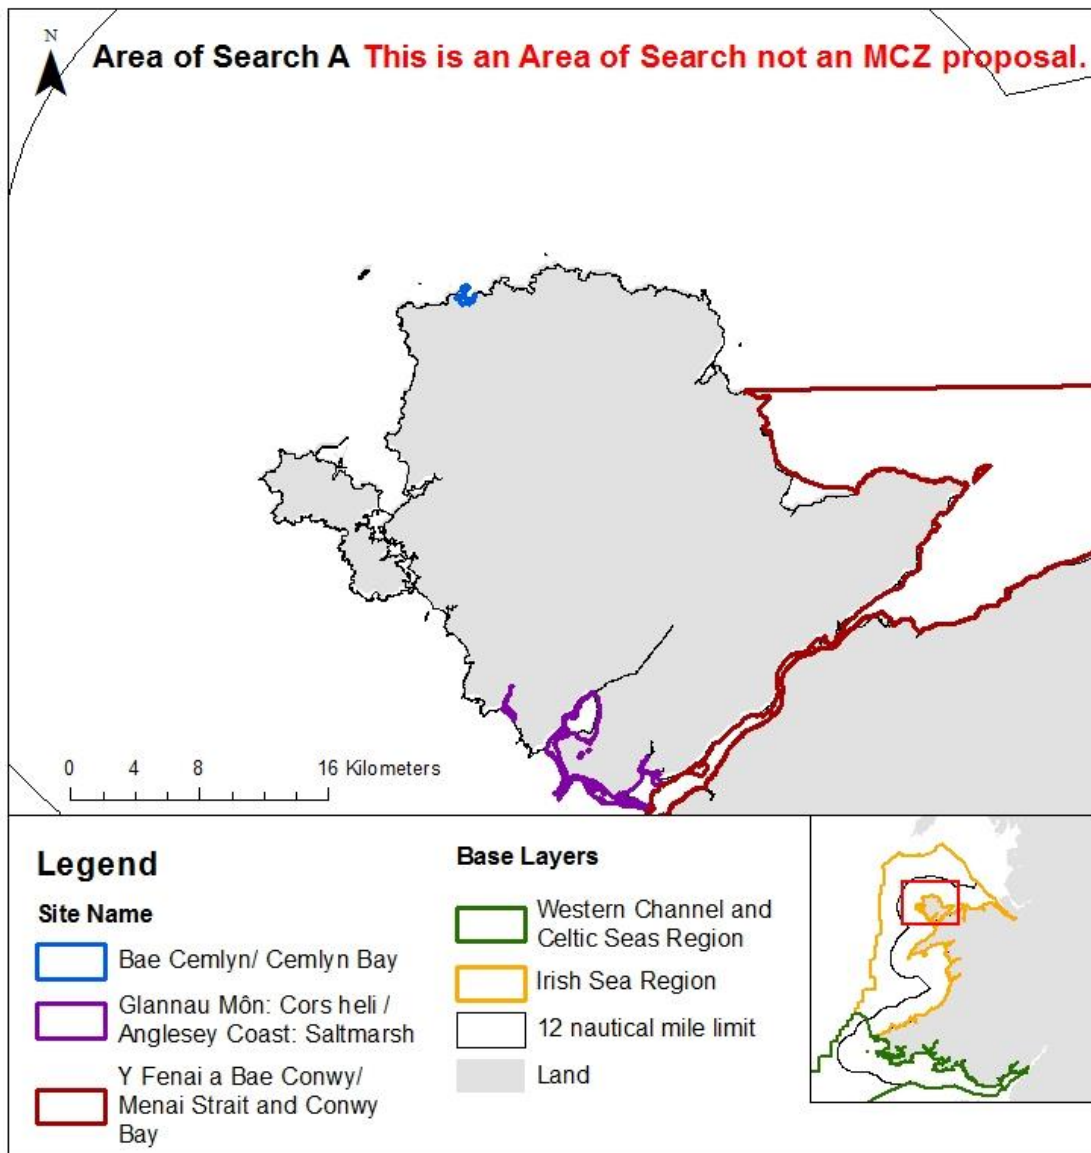 N
Area of Search A This is an Area of Search not an MCZ proposal.
0 4 8 16 Kilometers
Legend
Site Name
Bae Cemlyn/ Cemlyn Bay
Glannau Môn: Cors heli /
Anglesey Coast: Saltmarsh
Y Fenai a Bae Conwy/
Menai Strait and Conwy
Bay
Base Layers
Western Channel and
Celtic Seas Region
Irish Sea Region
12 nautical mile limit
Land